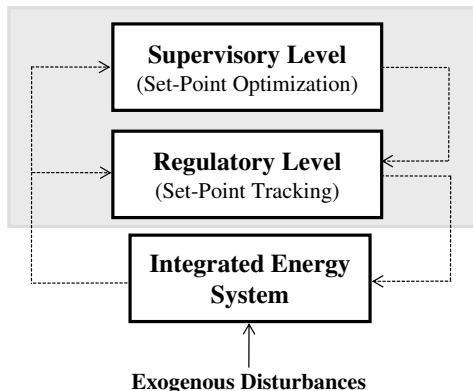 Supervisory Level
(Set-Point Optimization)
Regulatory Level
(Set-Point Tracking)
Integrated Energy
System
Exogenous Disturbances